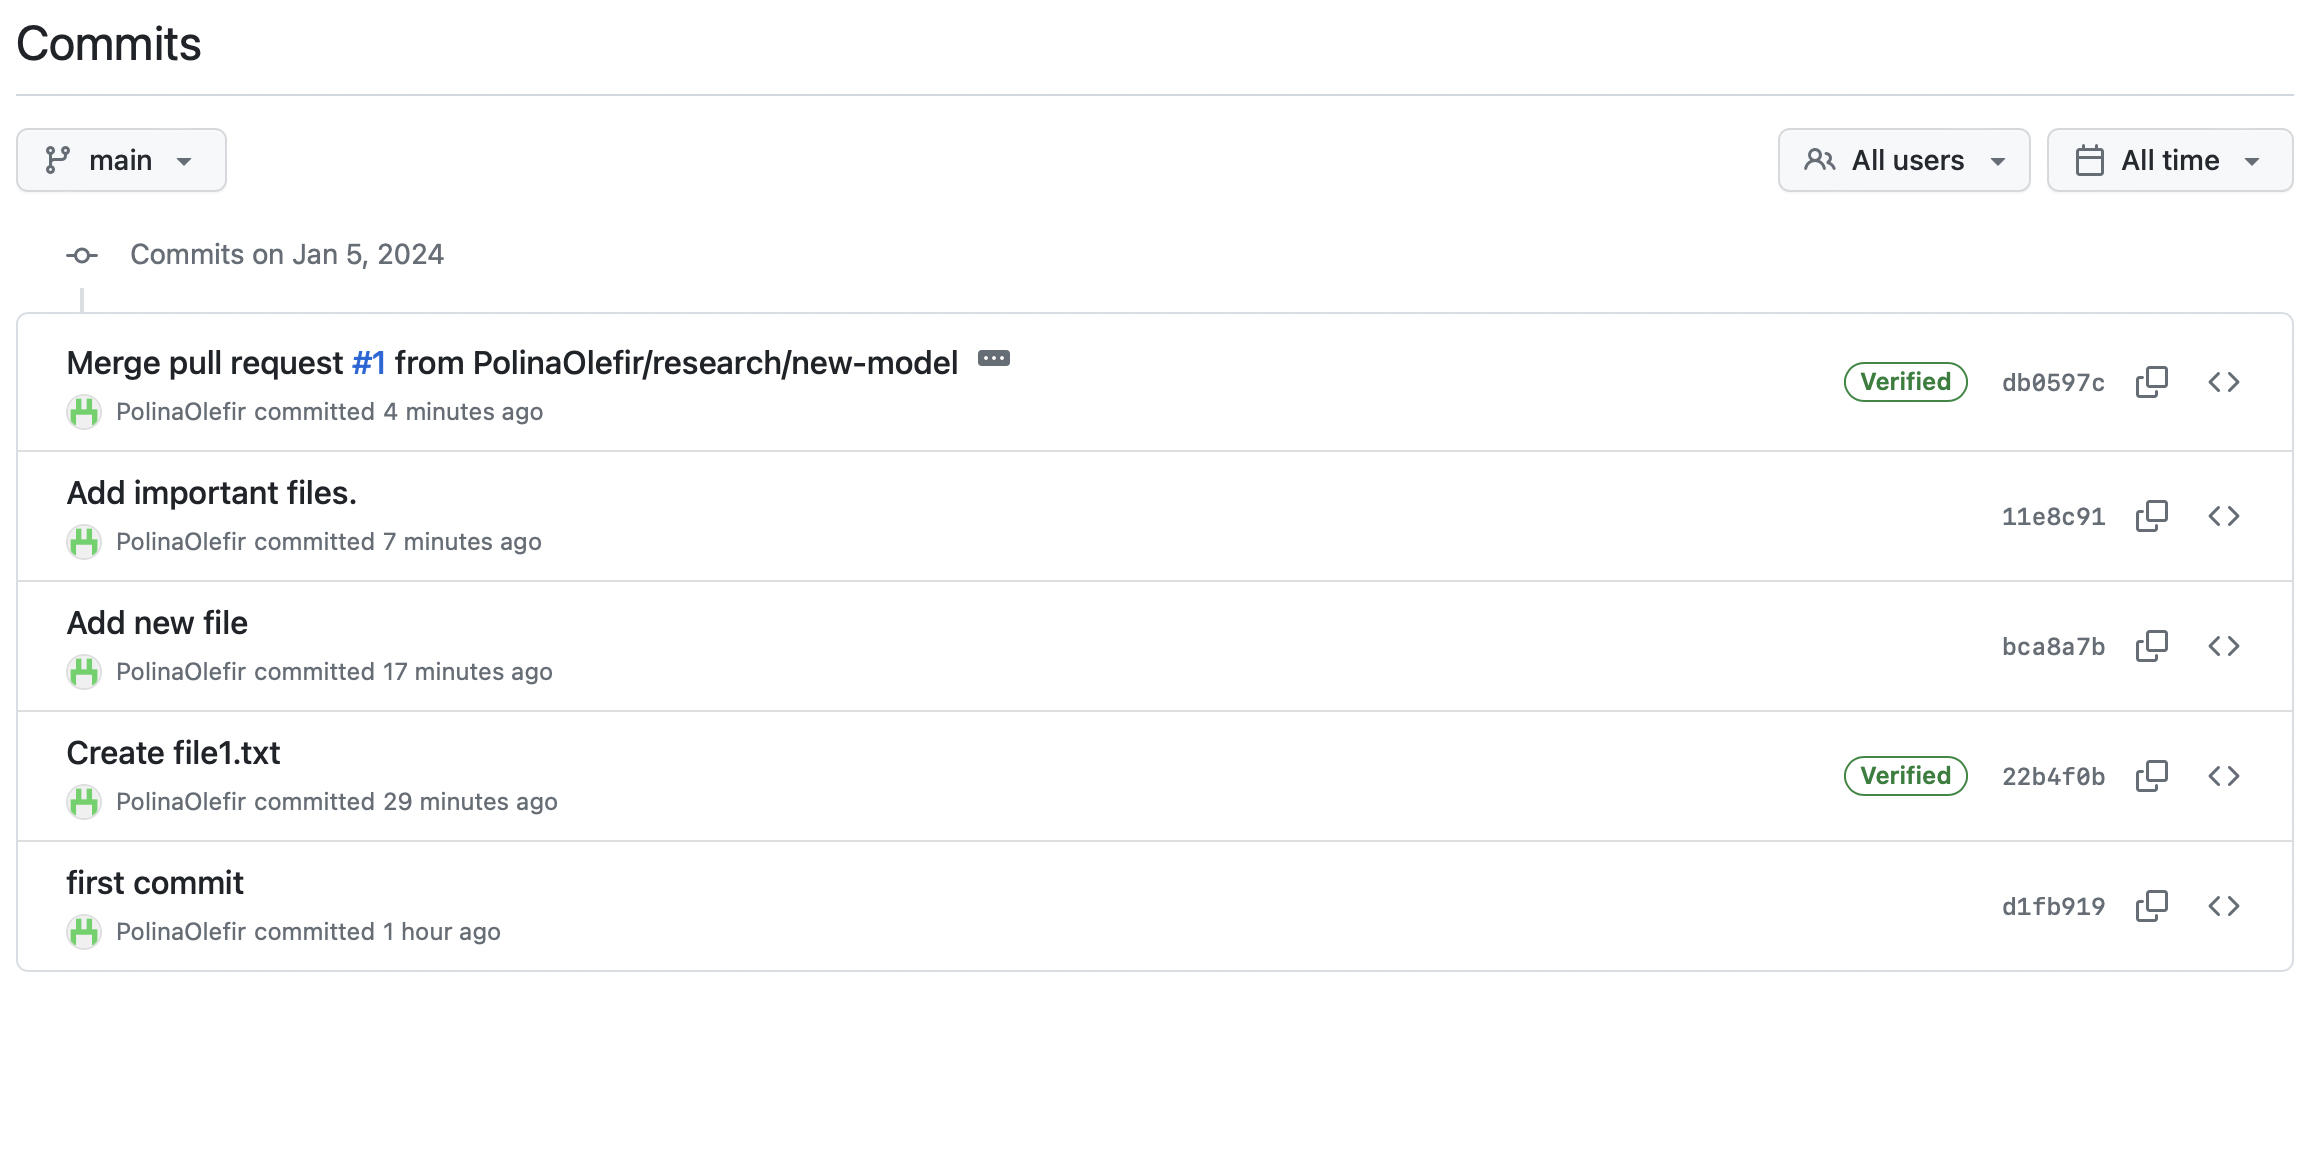 Commits
main
All users
All time
Commits on Jan 5, 2024
Merge pull request #1 from PolinaOlefir/research/new-model
PolinaOlefir committed 4 minutes ago
Verified
db0597c
Add important files.
PolinaOlefir committed 7 minutes ago
11e8c91
Add new file
PolinaOlefir committed 17 minutes ago
bca8a7b
Create file1.txt
PolinaOlefir committed 29 minutes ago
Verified
22b4f0b
first commit
PolinaOlefir committed 1 hour ago
d1fb919